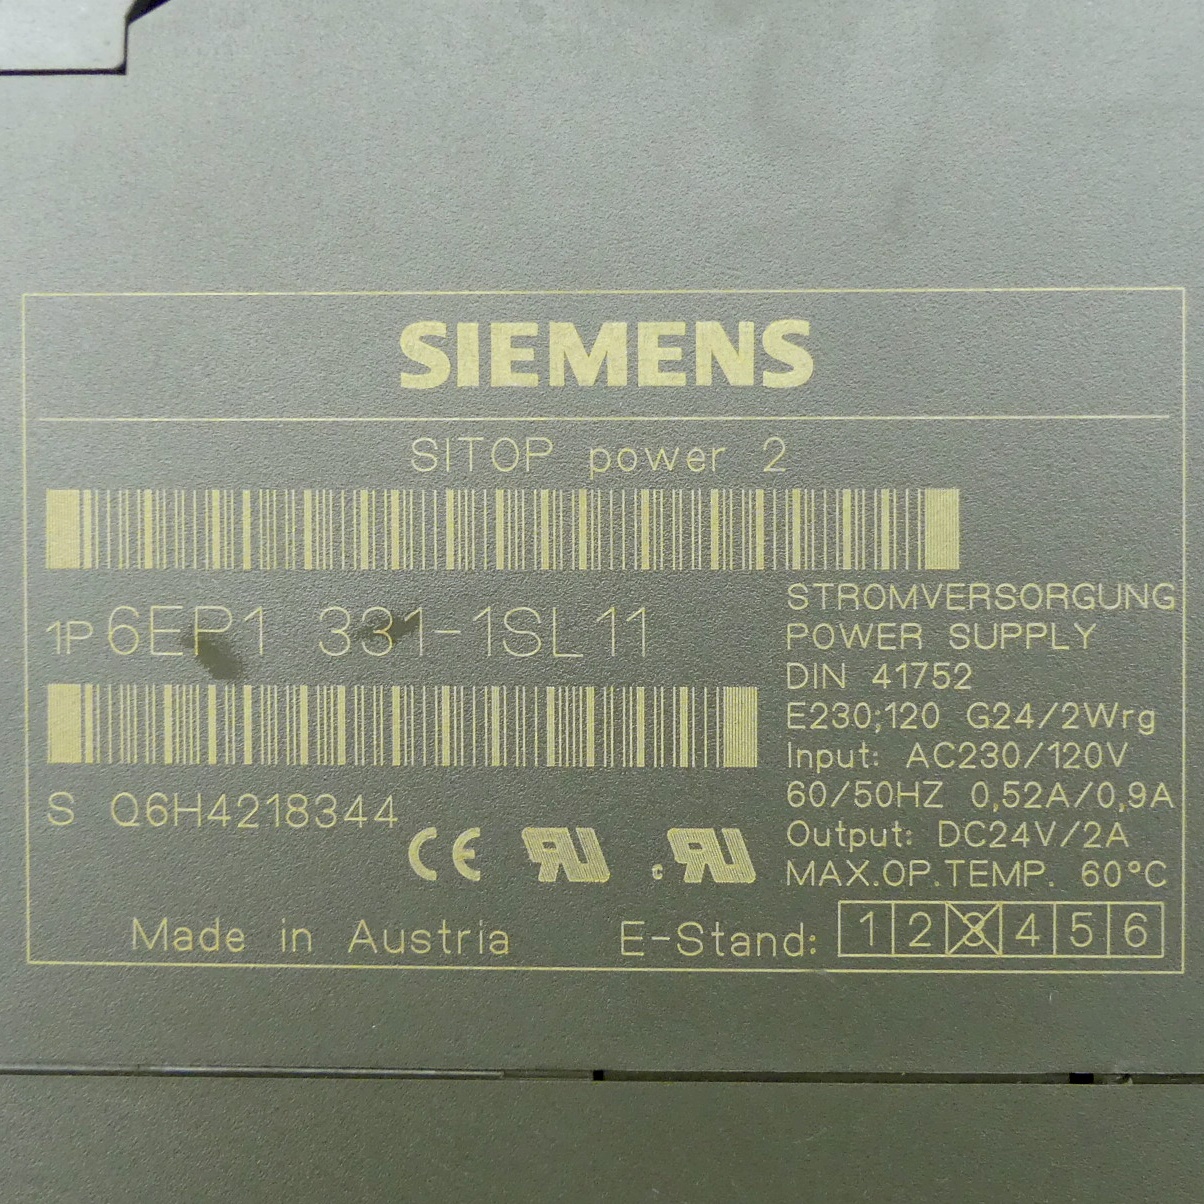 SIEMENS
SITOP power 2
1P 6EP1 331-1SL11
STROMVERSORGUNG
POWER SUPPLY
DIN 41752
E230;120 G24/2Wrg
Input: AC230/120V
60/50HZ 0,52A/0,9A
Output: DC24V/2A
MAX.OP.TEMP. 60°C
S Q6H4218344
CE RU c RU
Made in Austria
E-Stand: 1 2 3 4 5 6